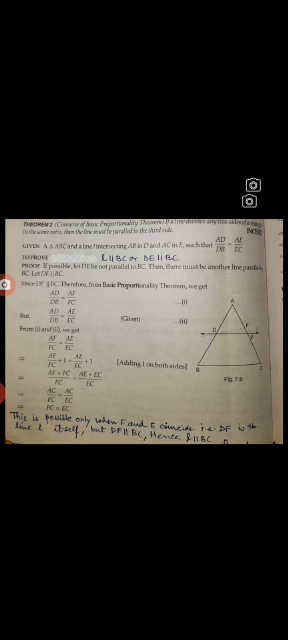 THEOREM 2 (Converse of Basic Proportionality Theorem) If a line divides any two sides of a
in the same ratio, then the line must be parallel to the third side. NCERT
GIVEN A Δ ABC and a line l intersecting AB in D and AC in E, such that AD/DB = AE/EC
TO PROVE l || BC or DE || BC
PROOF If possible, let DE be not parallel to BC. Then, there must be another line parallel
BC. Let DF || BC.
Since DF || BC. Therefore, from Basic Proportionality Theorem, we get
AD/DB = AF/FC ...(i)
But, AD/DB = AE/EC (Given) ...(ii)
From (i) and (ii), we get
AF/FC = AE/EC
⇒ AF/FC + 1 = AE/EC + 1 [Adding 1 on both sides]
⇒ AF + FC/FC = AE + EC/EC
⇒ AC/FC = AC/EC
⇒ FC = EC
A
D
F
E
B
C
Fig. 7.9
This is possible only when F and E coincide i.e. DF is th
line l itself, but DF || BC, Hence l || BC